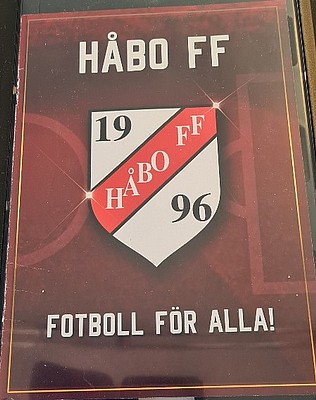 HÅBO FF
19
HÅBO FF
96
FOTBOLL FÖR ALLA!